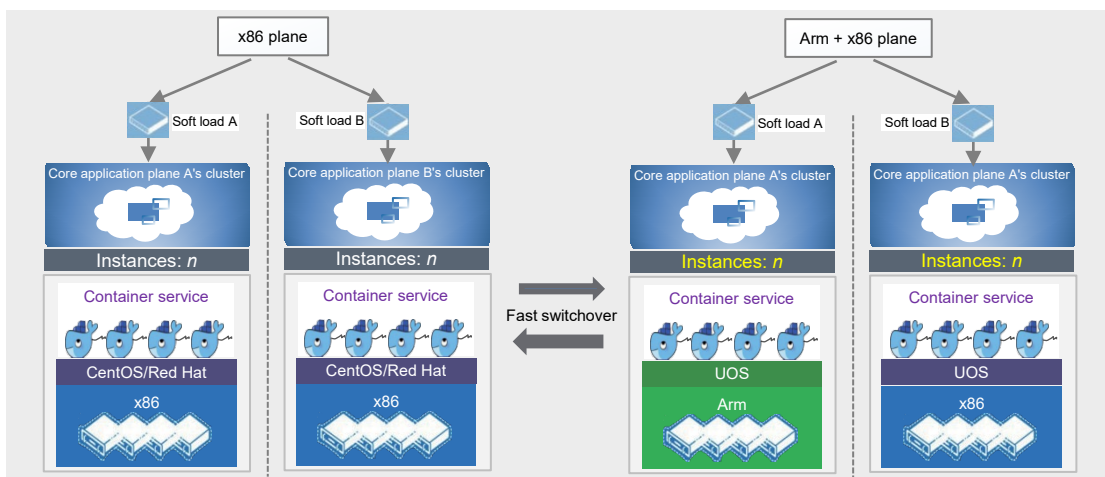 x86 plane
Soft load A
Soft load B
Core application plane A's cluster
Core application plane B's cluster
Instances: n
Instances: n
Container service
Container service
CentOS/Red Hat
CentOS/Red Hat
x86
x86
Fast switchover
Arm + x86 plane
Soft load A
Soft load B
Core application plane A's cluster
Core application plane A's cluster
Instances: n
Instances: n
Container service
Container service
UOS
UOS
Arm
x86